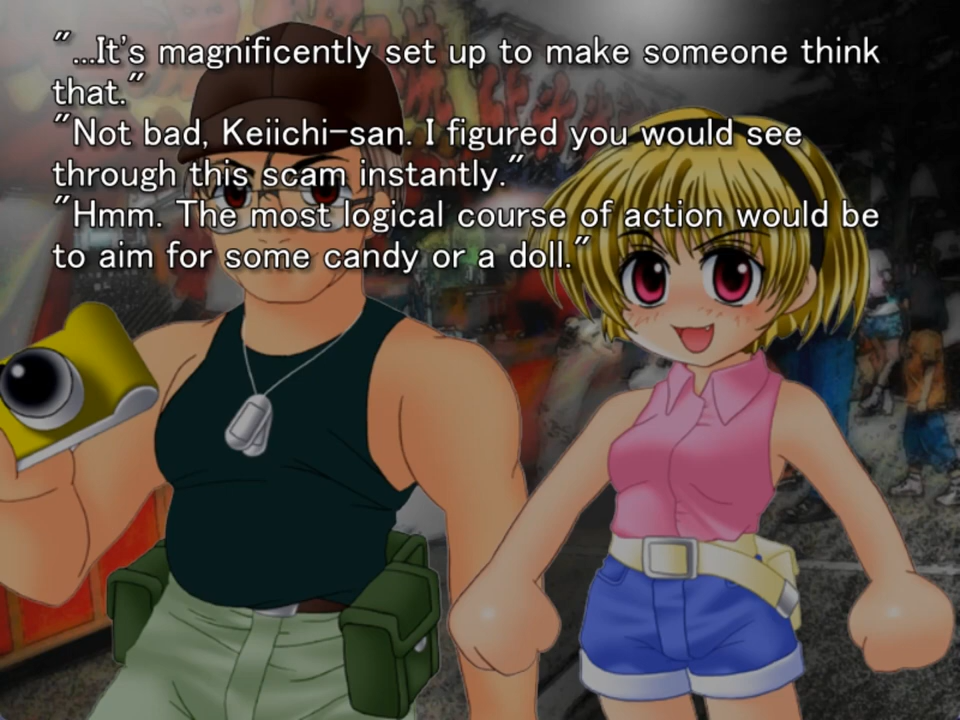 "...It's magnificently set up to make someone think
that."
"Not bad, Keiichi-san. I figured you would see
through this scam instantly."
"Hmm. The most logical course of action would be
to aim for some candy or a doll."